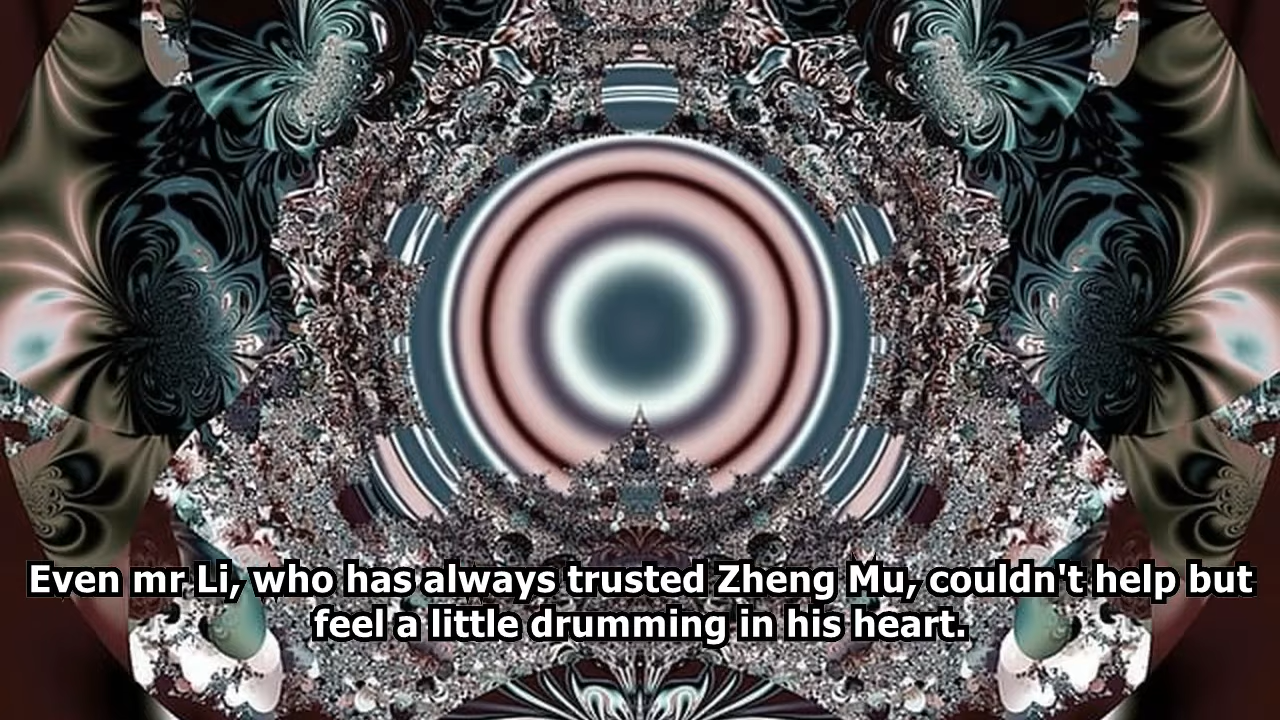 Even mr Li, who has always trusted Zheng Mu, couldn't help but
feel a little drumming in his heart.